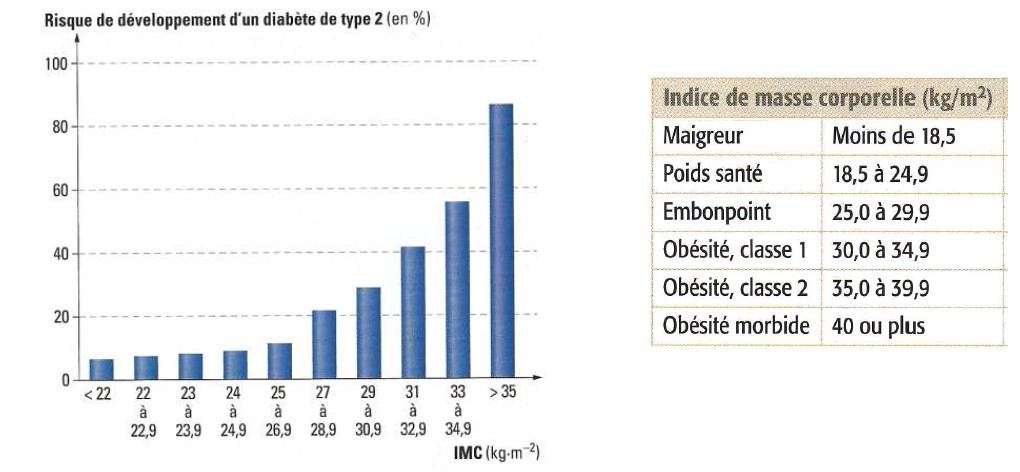 Risque de développement d'un diabète de type 2 (en %)
100
80
60
40
20
0
< 22
22 à 22,9
23 à 23,9
24 à 24,9
25 à 26,9
27 à 28,9
29 à 30,9
31 à 32,9
33 à 34,9
> 35
IMC (kg·m⁻²)
Indice de masse corporelle (kg/m²)
Maigreur Moins de 18,5
Poids santé 18,5 à 24,9
Embonpoint 25,0 à 29,9
Obésité, classe 1 30,0 à 34,9
Obésité, classe 2 35,0 à 39,9
Obésité morbide 40 ou plus